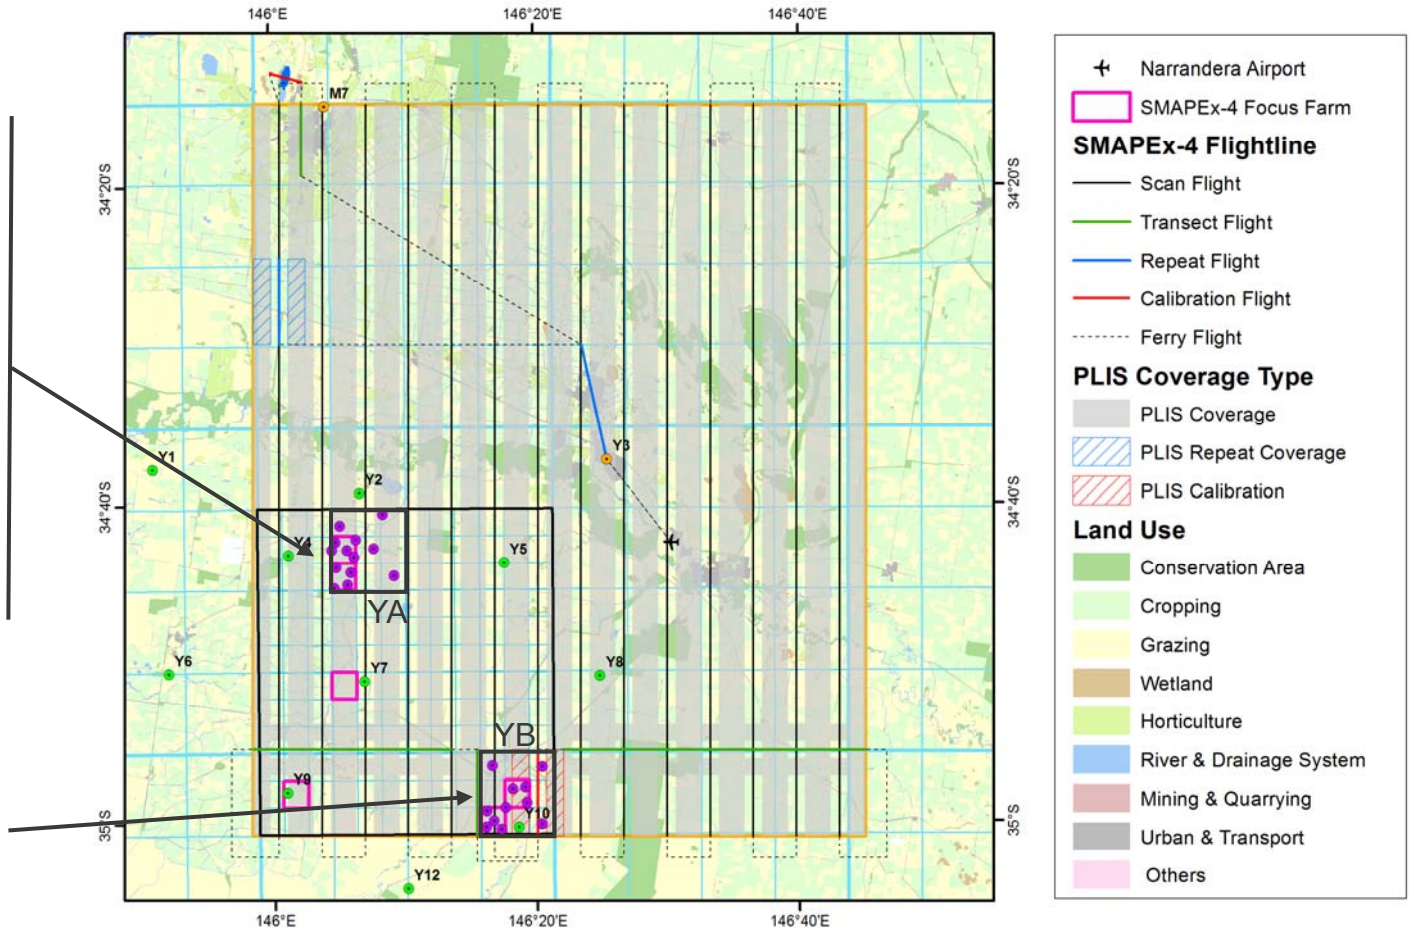 146°E
146°20'E
146°40'E
M7
34°20'S
34°20'S
Y1
Y3
Y2
34°40'S
34°40'S
Y4
Y5
YA
Y6
Y7
Y8
YB
Y9
Y10
35°S
35°S
Y12
146°E
146°20'E
146°40'E
Narrandera Airport
SMAPEx-4 Focus Farm
SMAPEx-4 Flightline
Scan Flight
Transect Flight
Repeat Flight
Calibration Flight
Ferry Flight
PLIS Coverage Type
PLIS Coverage
PLIS Repeat Coverage
PLIS Calibration
Land Use
Conservation Area
Cropping
Grazing
Wetland
Horticulture
River & Drainage System
Mining & Quarrying
Urban & Transport
Others